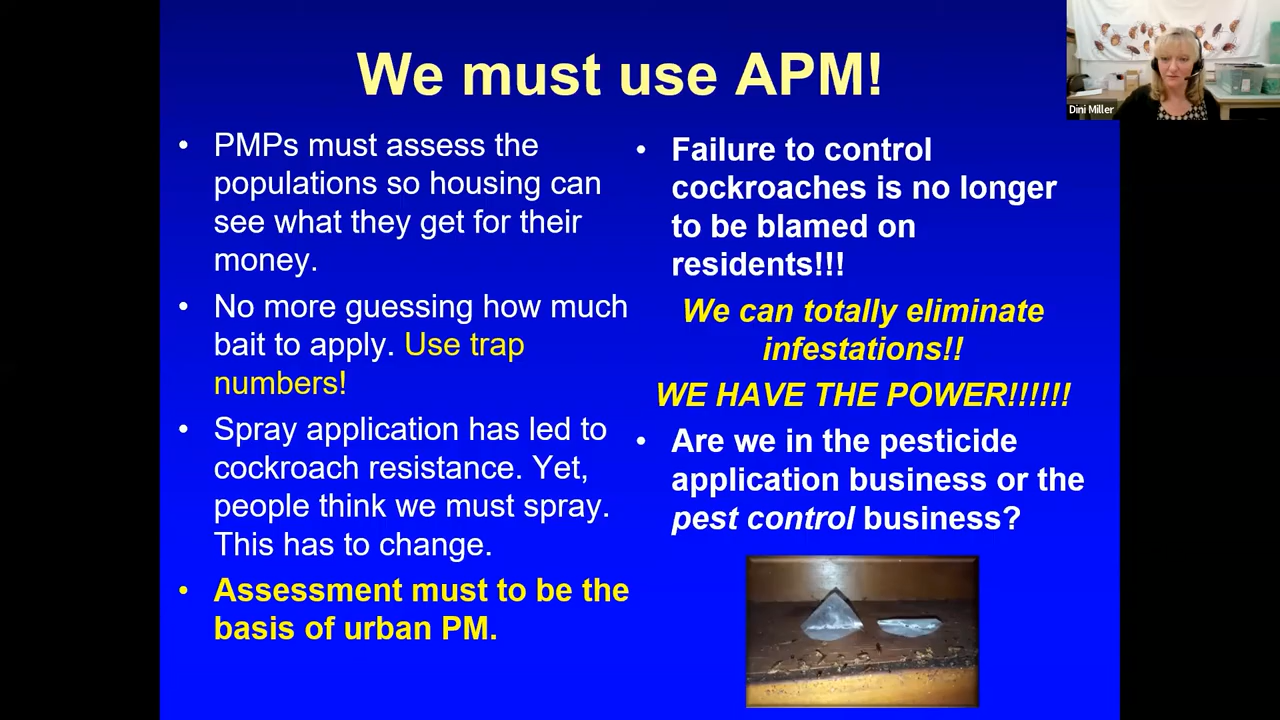 We must use APM!
• PMPs must assess the
populations so housing can
see what they get for their
money.
• No more guessing how much
bait to apply. Use trap
numbers!
• Spray application has led to
cockroach resistance. Yet,
people think we must spray.
This has to change.
• Assessment must to be the
basis of urban PM.
• Failure to control
cockroaches is no longer
to be blamed on
residents!!!
We can totally eliminate
infestations!!
WE HAVE THE POWER!!!!!!
• Are we in the pesticide
application business or the
pest control business?
Dini Miller